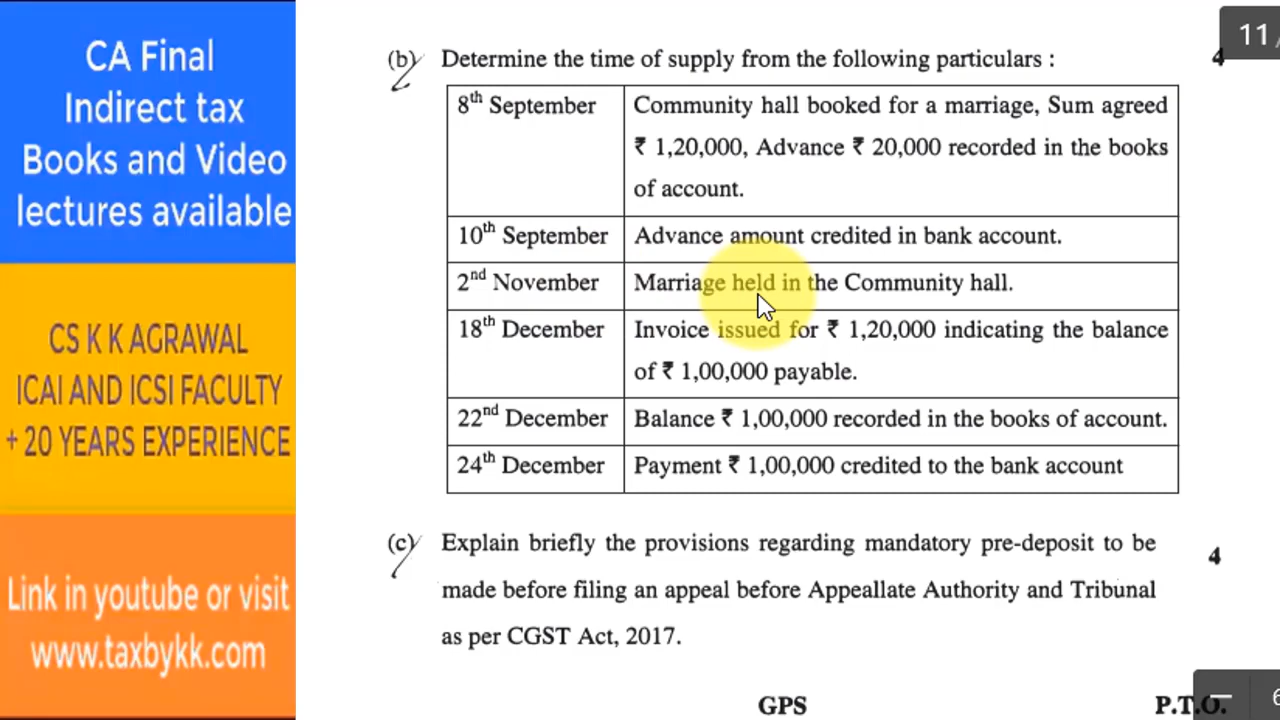 CA Final
Indirect tax
Books and Video
lectures available
CS K K AGRAWAL
ICAI AND ICSI FACULTY
+ 20 YEARS EXPERIENCE
Link in youtube or visit
www.taxbykk.com
11/
(b) Determine the time of supply from the following particulars : 4
8th September Community hall booked for a marriage, Sum agreed
₹ 1,20,000, Advance ₹ 20,000 recorded in the books
of account.
10th September Advance amount credited in bank account.
2nd November Marriage held in the Community hall.
18th December Invoice issued for ₹ 1,20,000 indicating the balance
of ₹ 1,00,000 payable.
22nd December Balance ₹ 1,00,000 recorded in the books of account.
24th December Payment ₹ 1,00,000 credited to the bank account
(c) Explain briefly the provisions regarding mandatory pre-deposit to be 4
made before filing an appeal before Appellate Authority and Tribunal
as per CGST Act, 2017.
GPS P.T.O.